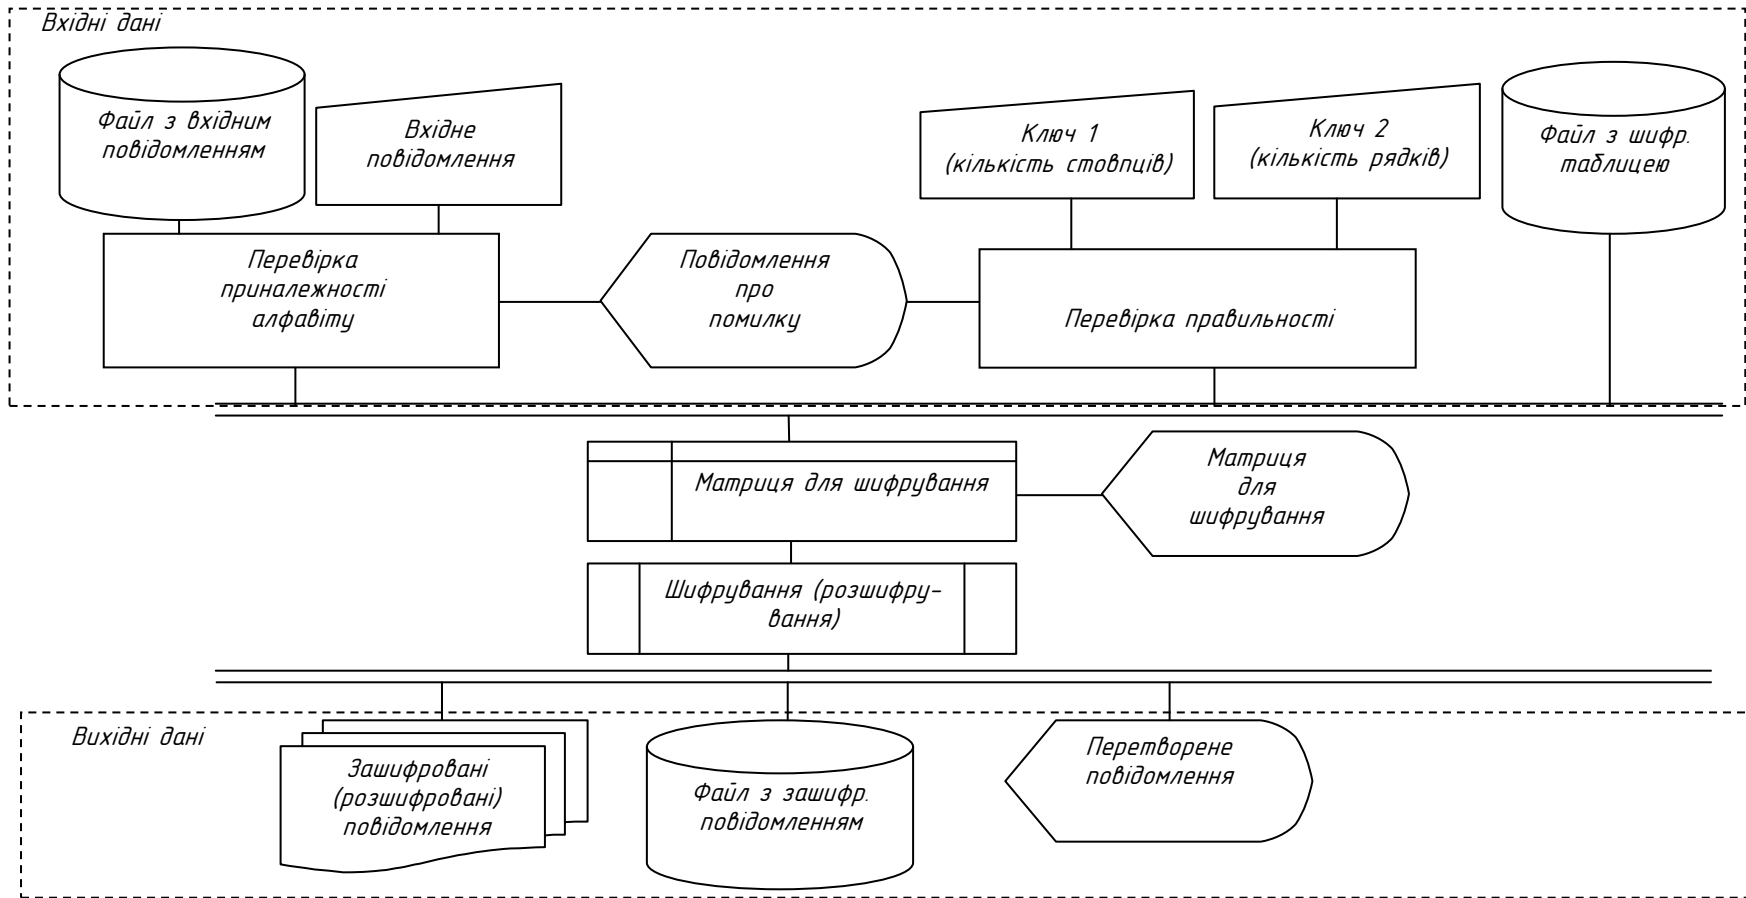 Вхідні дані
Файл з вхідним
повідомленням
Вхідне
повідомлення
Ключ 1
(кількість стовпців)
Ключ 2
(кількість рядків)
Файл з шифр.
таблицею
Перевірка
приналежності
алфавіту
Повідомлення
про
помилку
Перевірка правильності
Матриця для шифрування
Матриця
для
шифрування
Шифрування (розшифру-
вання)
Вихідні дані
Зашифровані
(розшифровані)
повідомлення
Файл з зашифр.
повідомленням
Перетворене
повідомлення